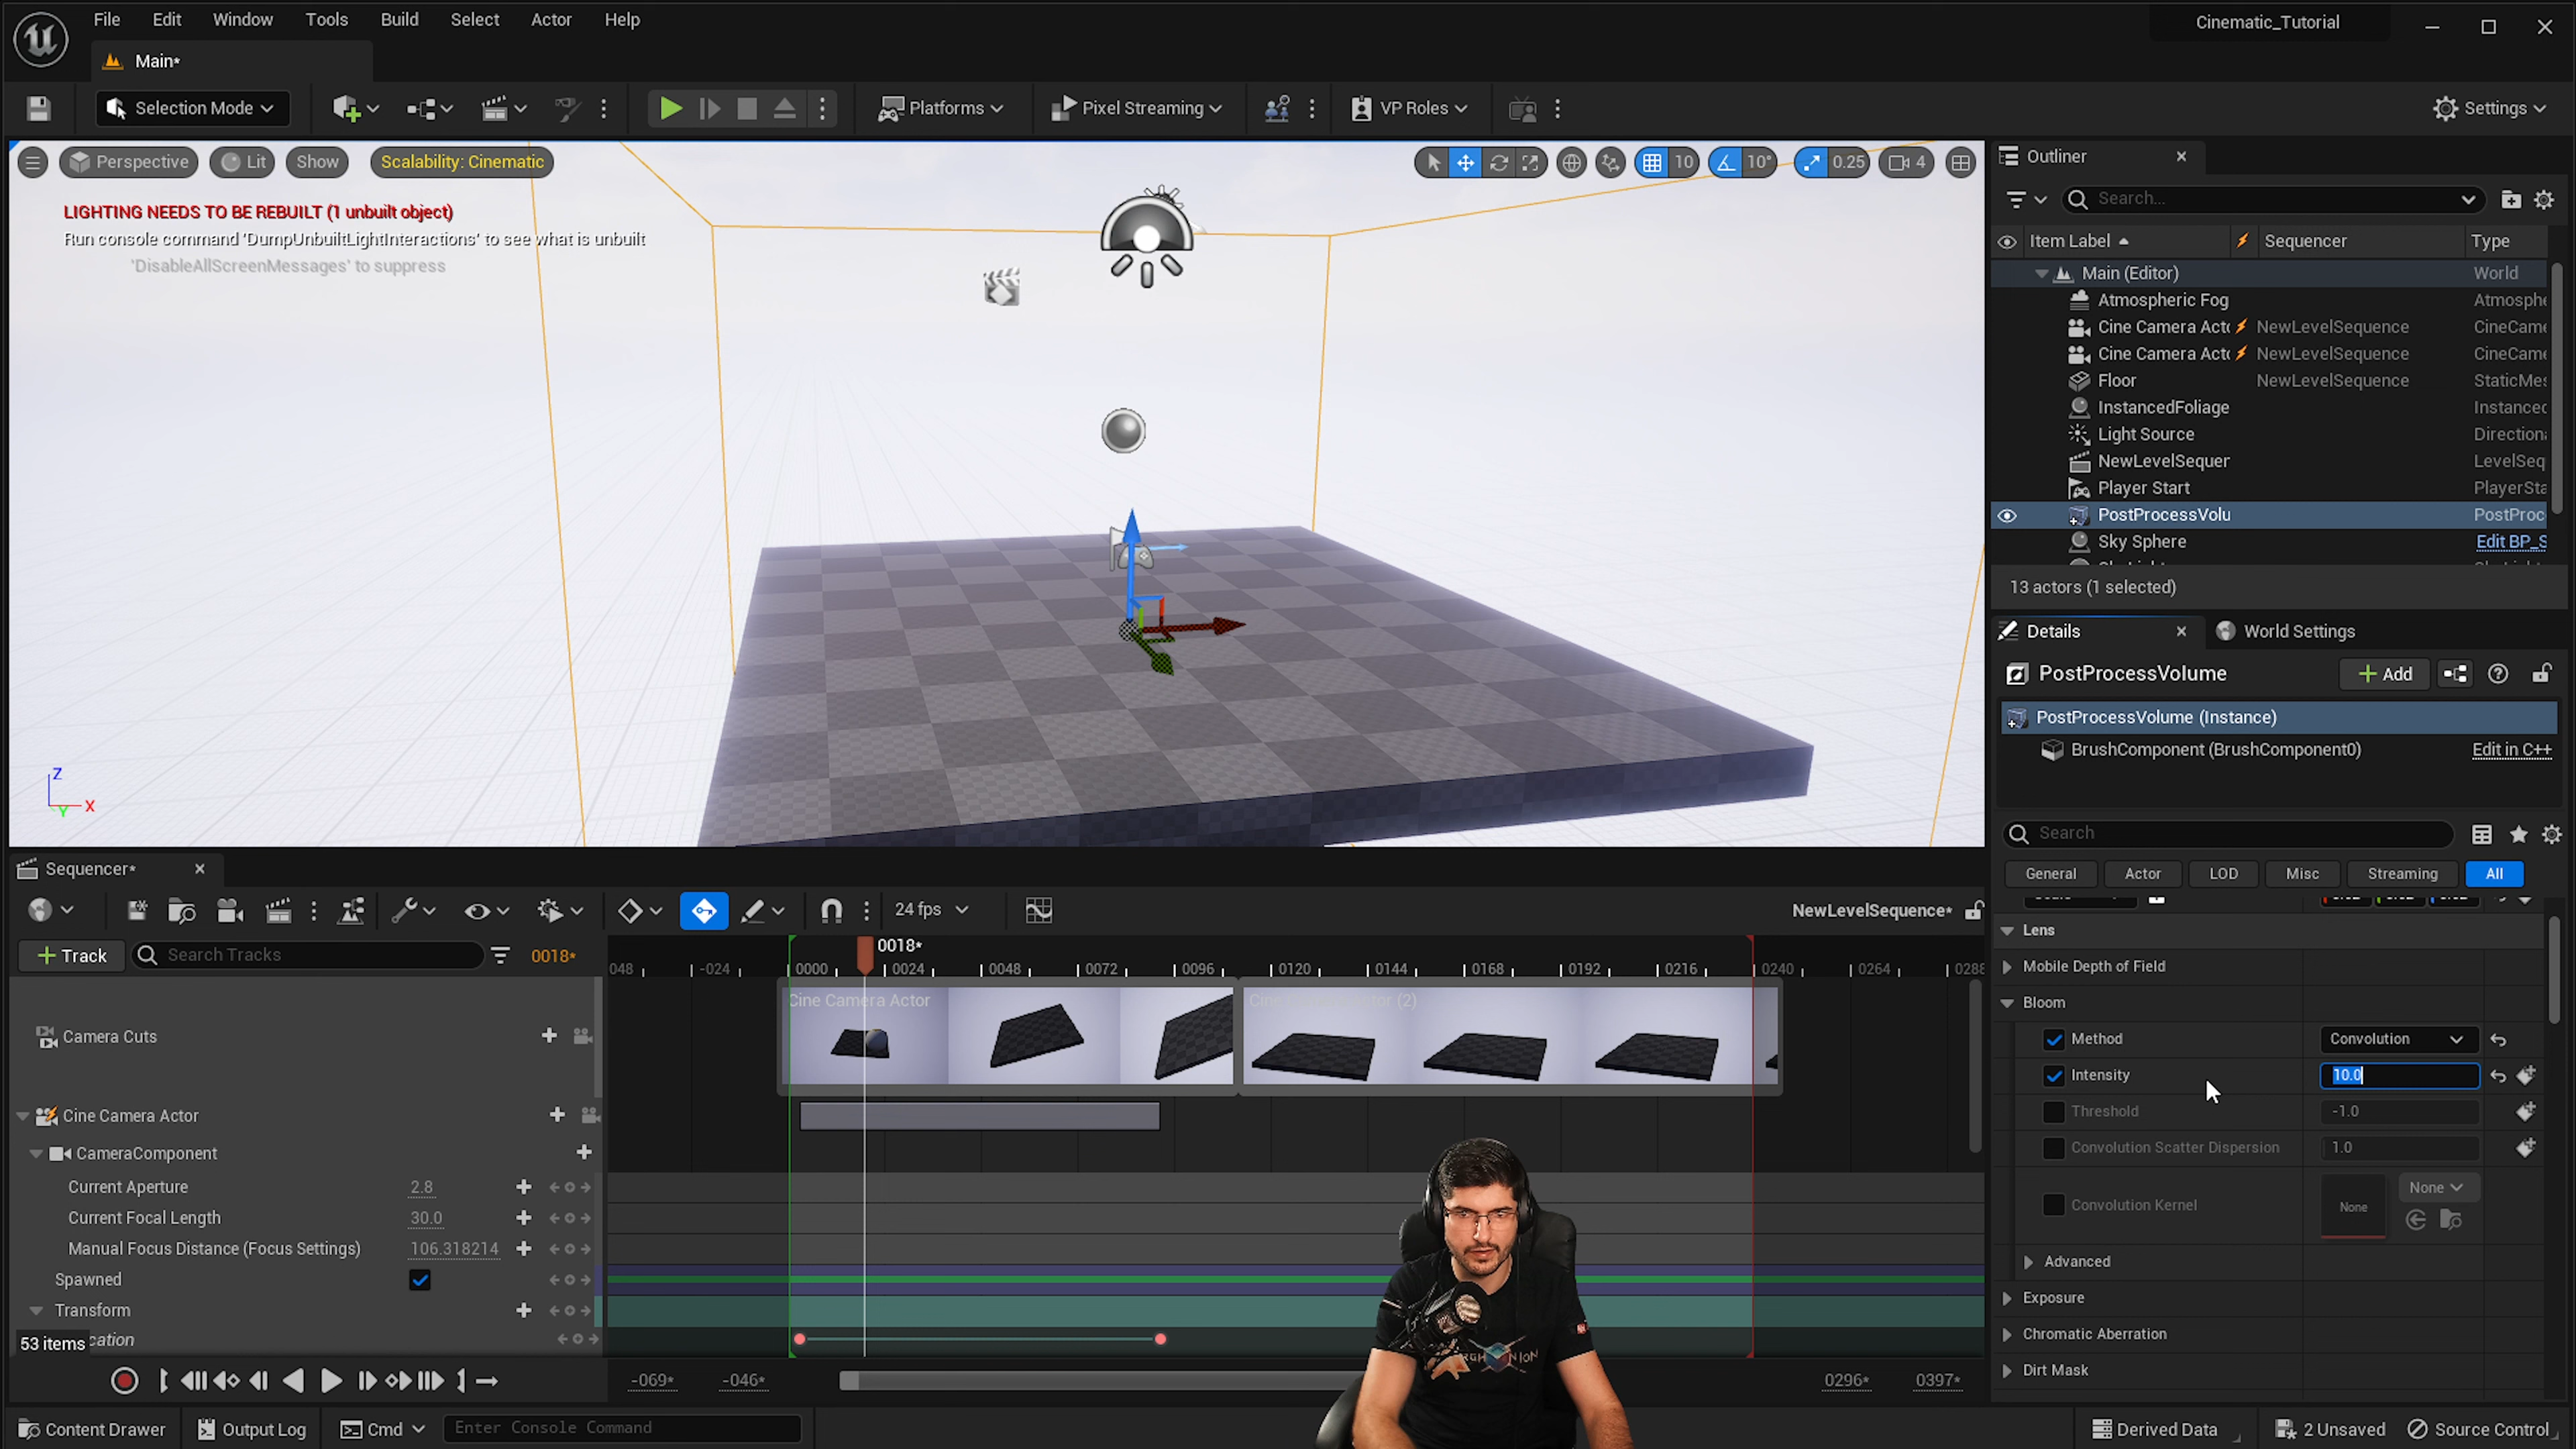 File Edit Window Tools Build Select Actor Help
Cinematic_Tutorial
Main*
Selection Mode
Platforms
Pixel Streaming
VP Roles
Settings
Perspective
Lit
Show
Scalability: Cinematic
10
10°
0.25
4
LIGHTING NEEDS TO BE REBUILT (1 unbuilt object)
Run console command 'DumpUnbuiltLightInteractions' to see what is unbuilt
'DisableAllScreenMessages' to suppress
Z
Y
X
Outliner
Search...
Item Label
Sequencer
Type
Main (Editor)
World
Atmospheric Fog
Atmosphe
Cine Camera Act
NewLevelSequence
CineCame
Cine Camera Act
NewLevelSequence
CineCame
Floor
NewLevelSequence
StaticMes
InstancedFoliage
Instanced
Light Source
Direction
NewLevelSequer
LevelSeq
Player Start
PlayerSta
PostProcessVolu
PostProc
Sky Sphere
Edit BP_S
13 actors (1 selected)
Details
World Settings
PostProcessVolume
Add
PostProcessVolume (Instance)
BrushComponent (BrushComponent0)
Edit in C++
Search
General
Actor
LOD
Misc
Streaming
All
Lens
Mobile Depth of Field
Bloom
Method
Convolution
Intensity
10.0
Threshold
-1.0
Convolution Scatter Dispersion
1.0
Convolution Kernel
None
None
Advanced
Exposure
Chromatic Aberration
Dirt Mask
Sequencer*
24 fps
NewLevelSequence*
Track
Search Tracks
0018*
0018*
048 -024 0000 0024 0048 0072 0096 0120 0144 0168 0192 0216 0240 0264 0288
Camera Cuts
Cine Camera Actor
(2)
Cine Camera Actor
CameraComponent
Current Aperture
2.8
Current Focal Length
30.0
Manual Focus Distance (Focus Settings)
106.318214
Spawned
Transform
53 items
cation
-069*
-046*
0296*
0397*
Content Drawer
Output Log
Cmd
Enter Console Command
Derived Data
2 Unsaved
Source Control